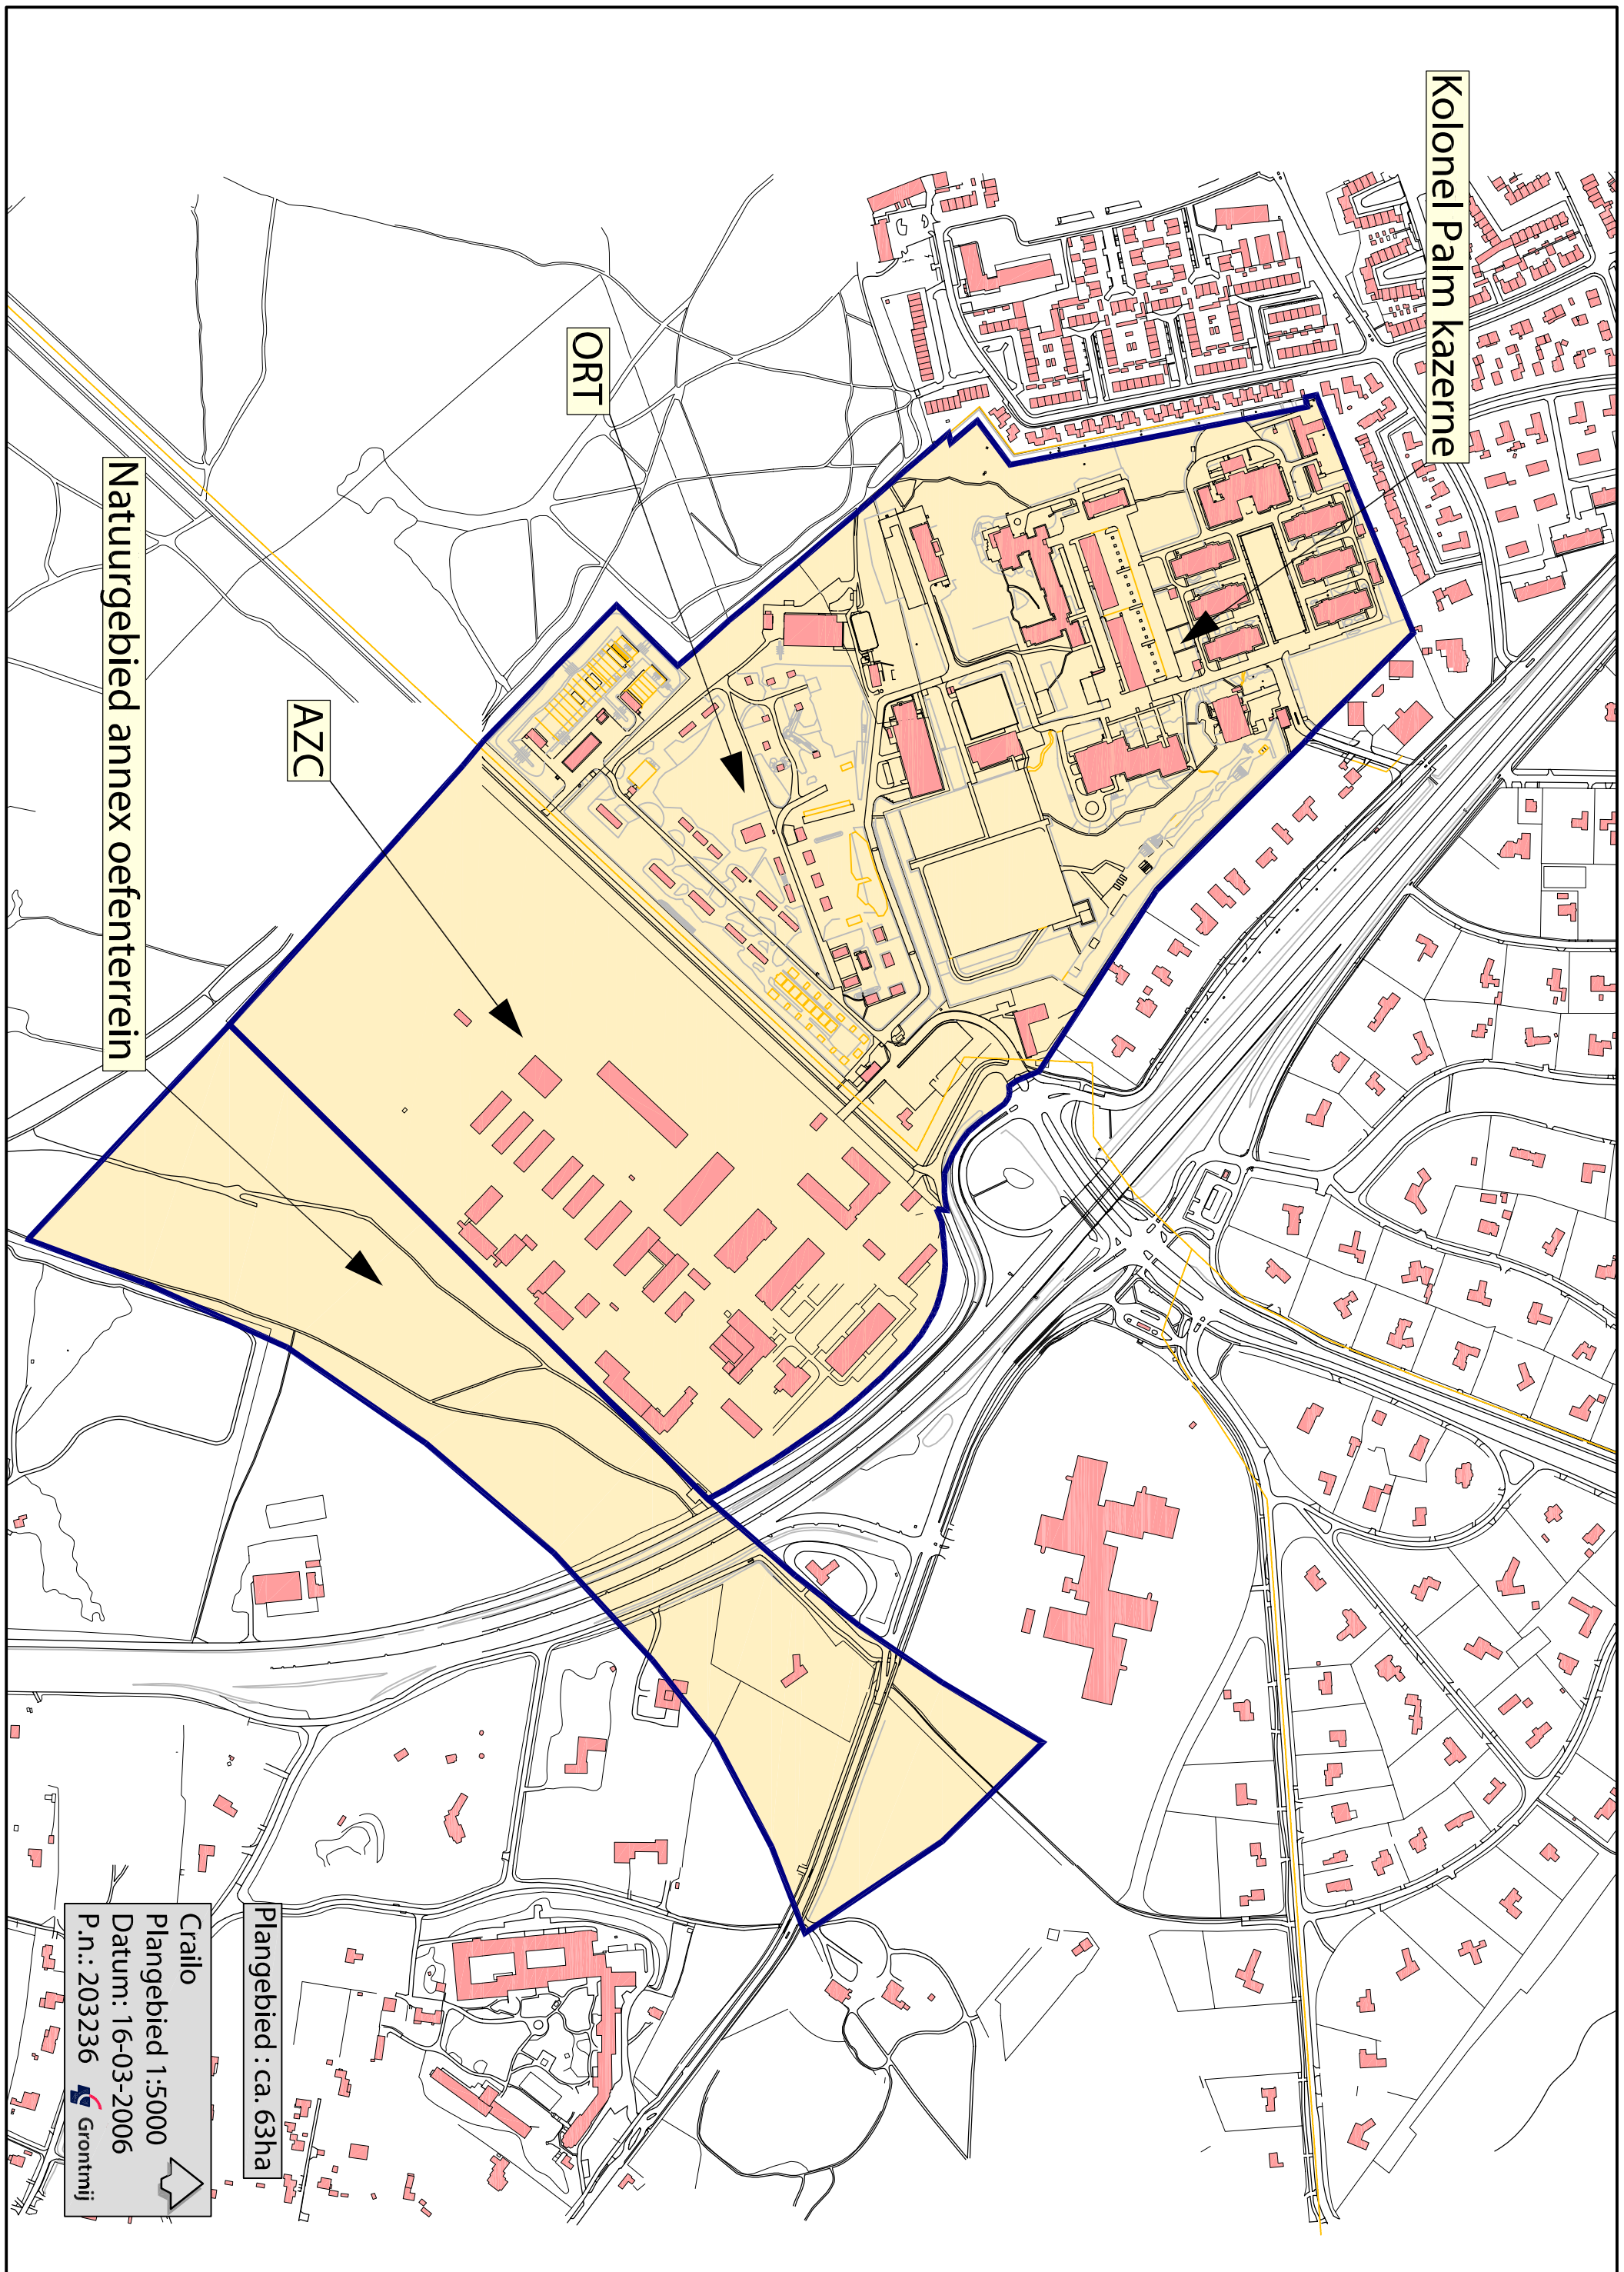 Kolonel Palm kazerne
ORT
AZC
Natuurgebied annex oefenterrein
Plangebied : ca. 63ha
Crailo
Plangebied 1:5000
Datum: 16-03-2006
P.n.: 203236 Grontmij